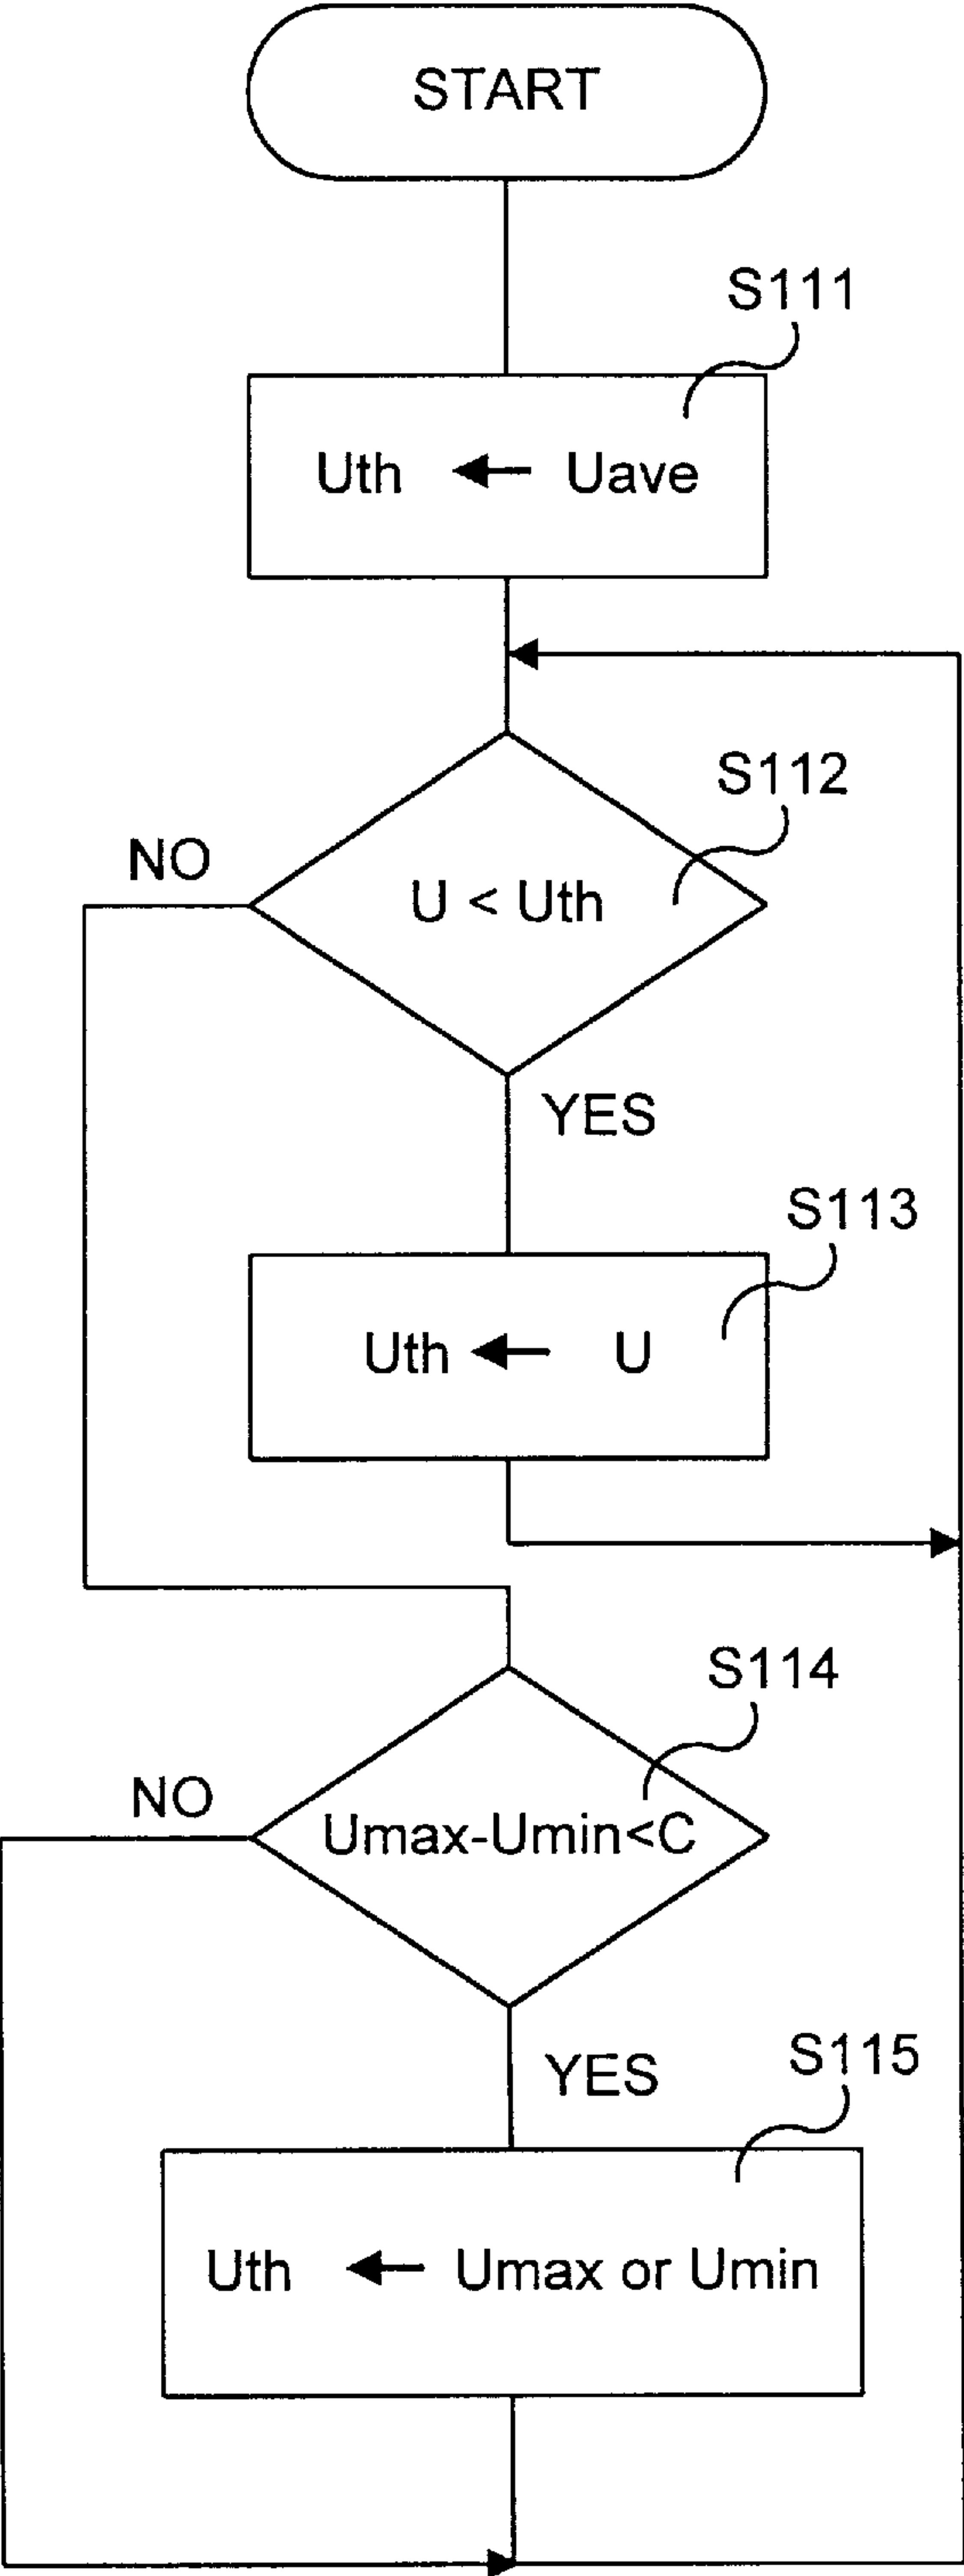 START
S111
Uth ← Uave
S112
NO
U < Uth
YES
S113
Uth ← U
S114
NO
Umax-Umin<C
YES
S115
Uth ← Umax or Umin